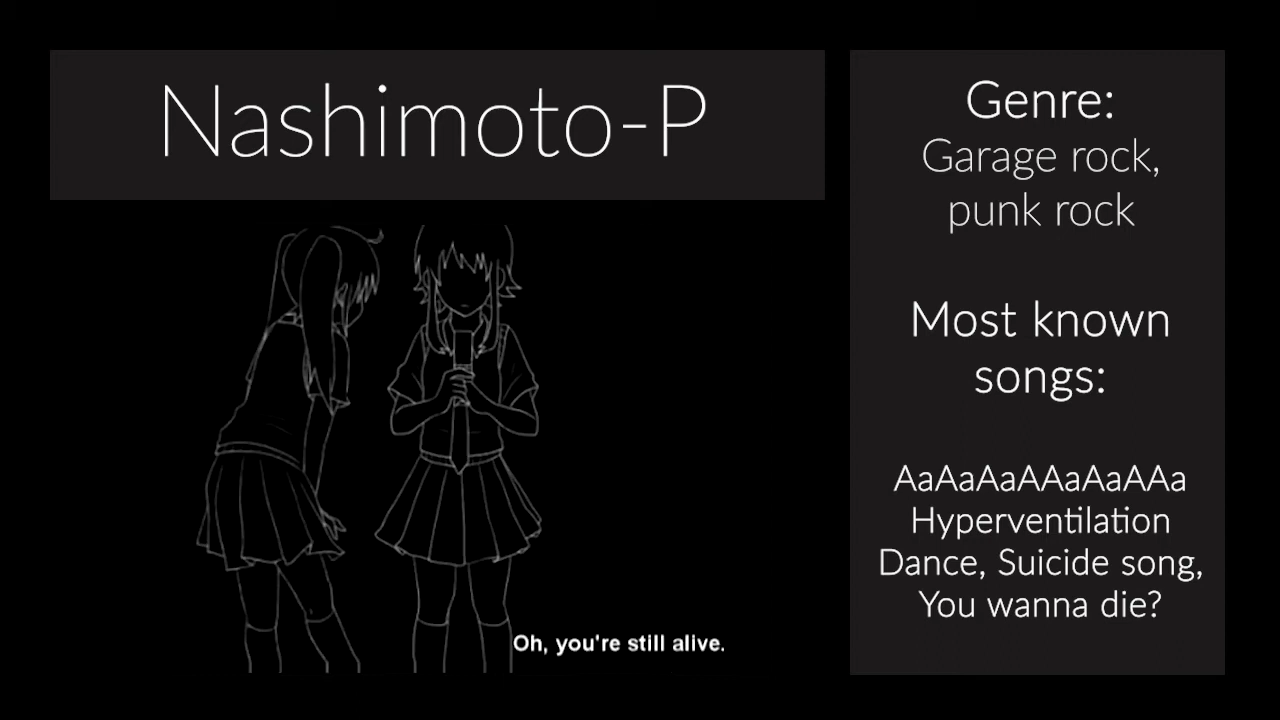 Nashimoto-P
Genre:
Garage rock,
punk rock
Most known
songs:
AaAaAaAAaAaAAa
Hyperventilation
Dance, Suicide song,
You wanna die?
Oh, you're still alive.